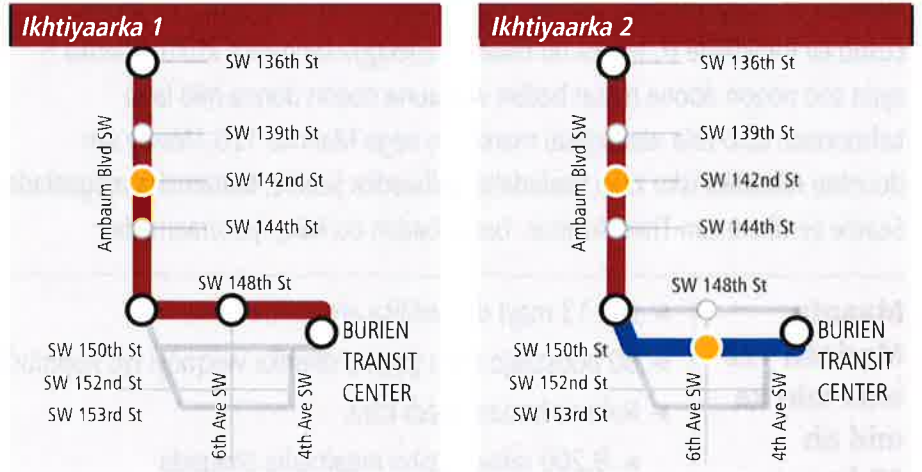 Ikhtiyaarka 1
SW 136th St
SW 139th St
Ambaum Blvd SW
SW 142nd St
SW 144th St
SW 148th St
BURIEN
TRANSIT
CENTER
SW 150th St
SW 152nd St
SW 153rd St
6th Ave SW
4th Ave SW
Ikhtiyaarka 2
SW 136th St
SW 139th St
Ambaum Blvd SW
SW 142nd St
SW 144th St
SW 148th St
BURIEN
TRANSIT
CENTER
SW 150th St
SW 152nd St
SW 153rd St
6th Ave SW
4th Ave SW